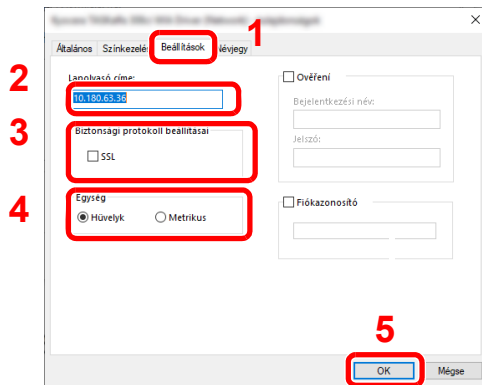 1
Általános Színkezelés Beállítások Névjegy
2
Lapolvasó címe:
10.180.63.36
3
Biztonsági protokoll beállításai
SSL
4
Egység
Hüvelyk Metrikus
Ověření
Bejelentkezési név:
Jelszó:
Fiókazonosító
5
OK Mégse